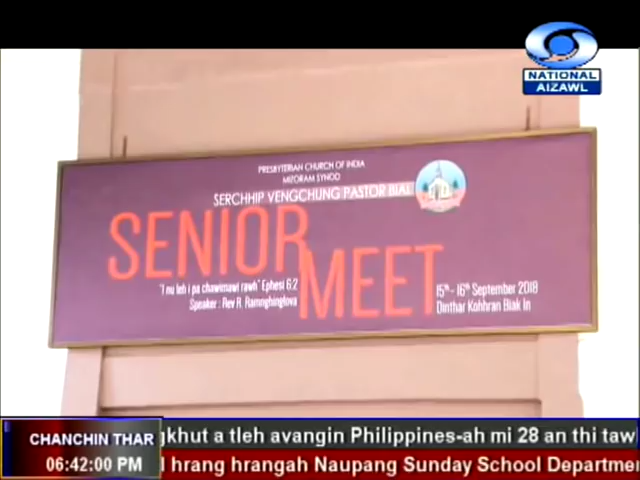 NATIONAL
AIZAWL
PRESBYTERIAN CHURCH OF INDIA
MIZORAM SYNOD
SERCHHIP VENGCHUNG PASTOR BIAL
SENIOR
MEET
"I nu leh i pa chawimawi rawh" Ephesi 6:2
Speaker : Rev R. Ramnghinglova
15th - 16th September 2018
Dinthar Kohhran Biak In
CHANCHIN THAR
06:42:00 PM
gkhut a tleh avangin Philippines-ah mi 28 an thi taw
hrang hrangah Naupang Sunday School Departme